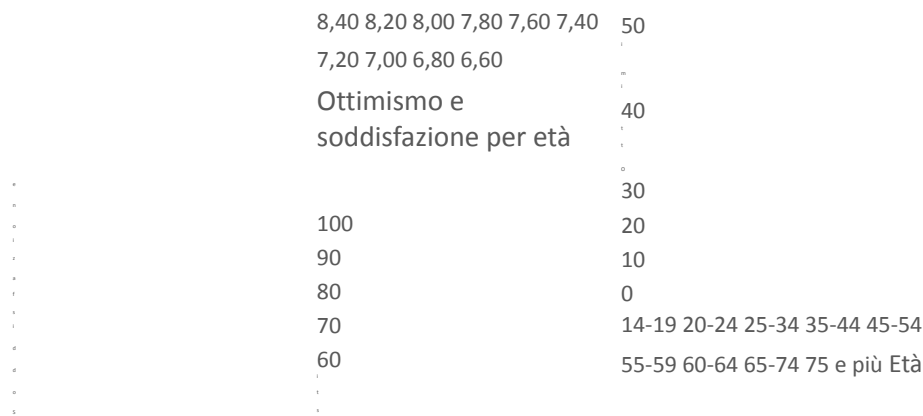 8,40 8,20 8,00 7,80 7,60 7,40
7,20 7,00 6,80 6,60
Ottimismo e
soddisfazione per età
100
90
80
70
60
50
40
30
20
10
0
14-19 20-24 25-34 35-44 45-54
55-59 60-64 65-74 75 e più Età